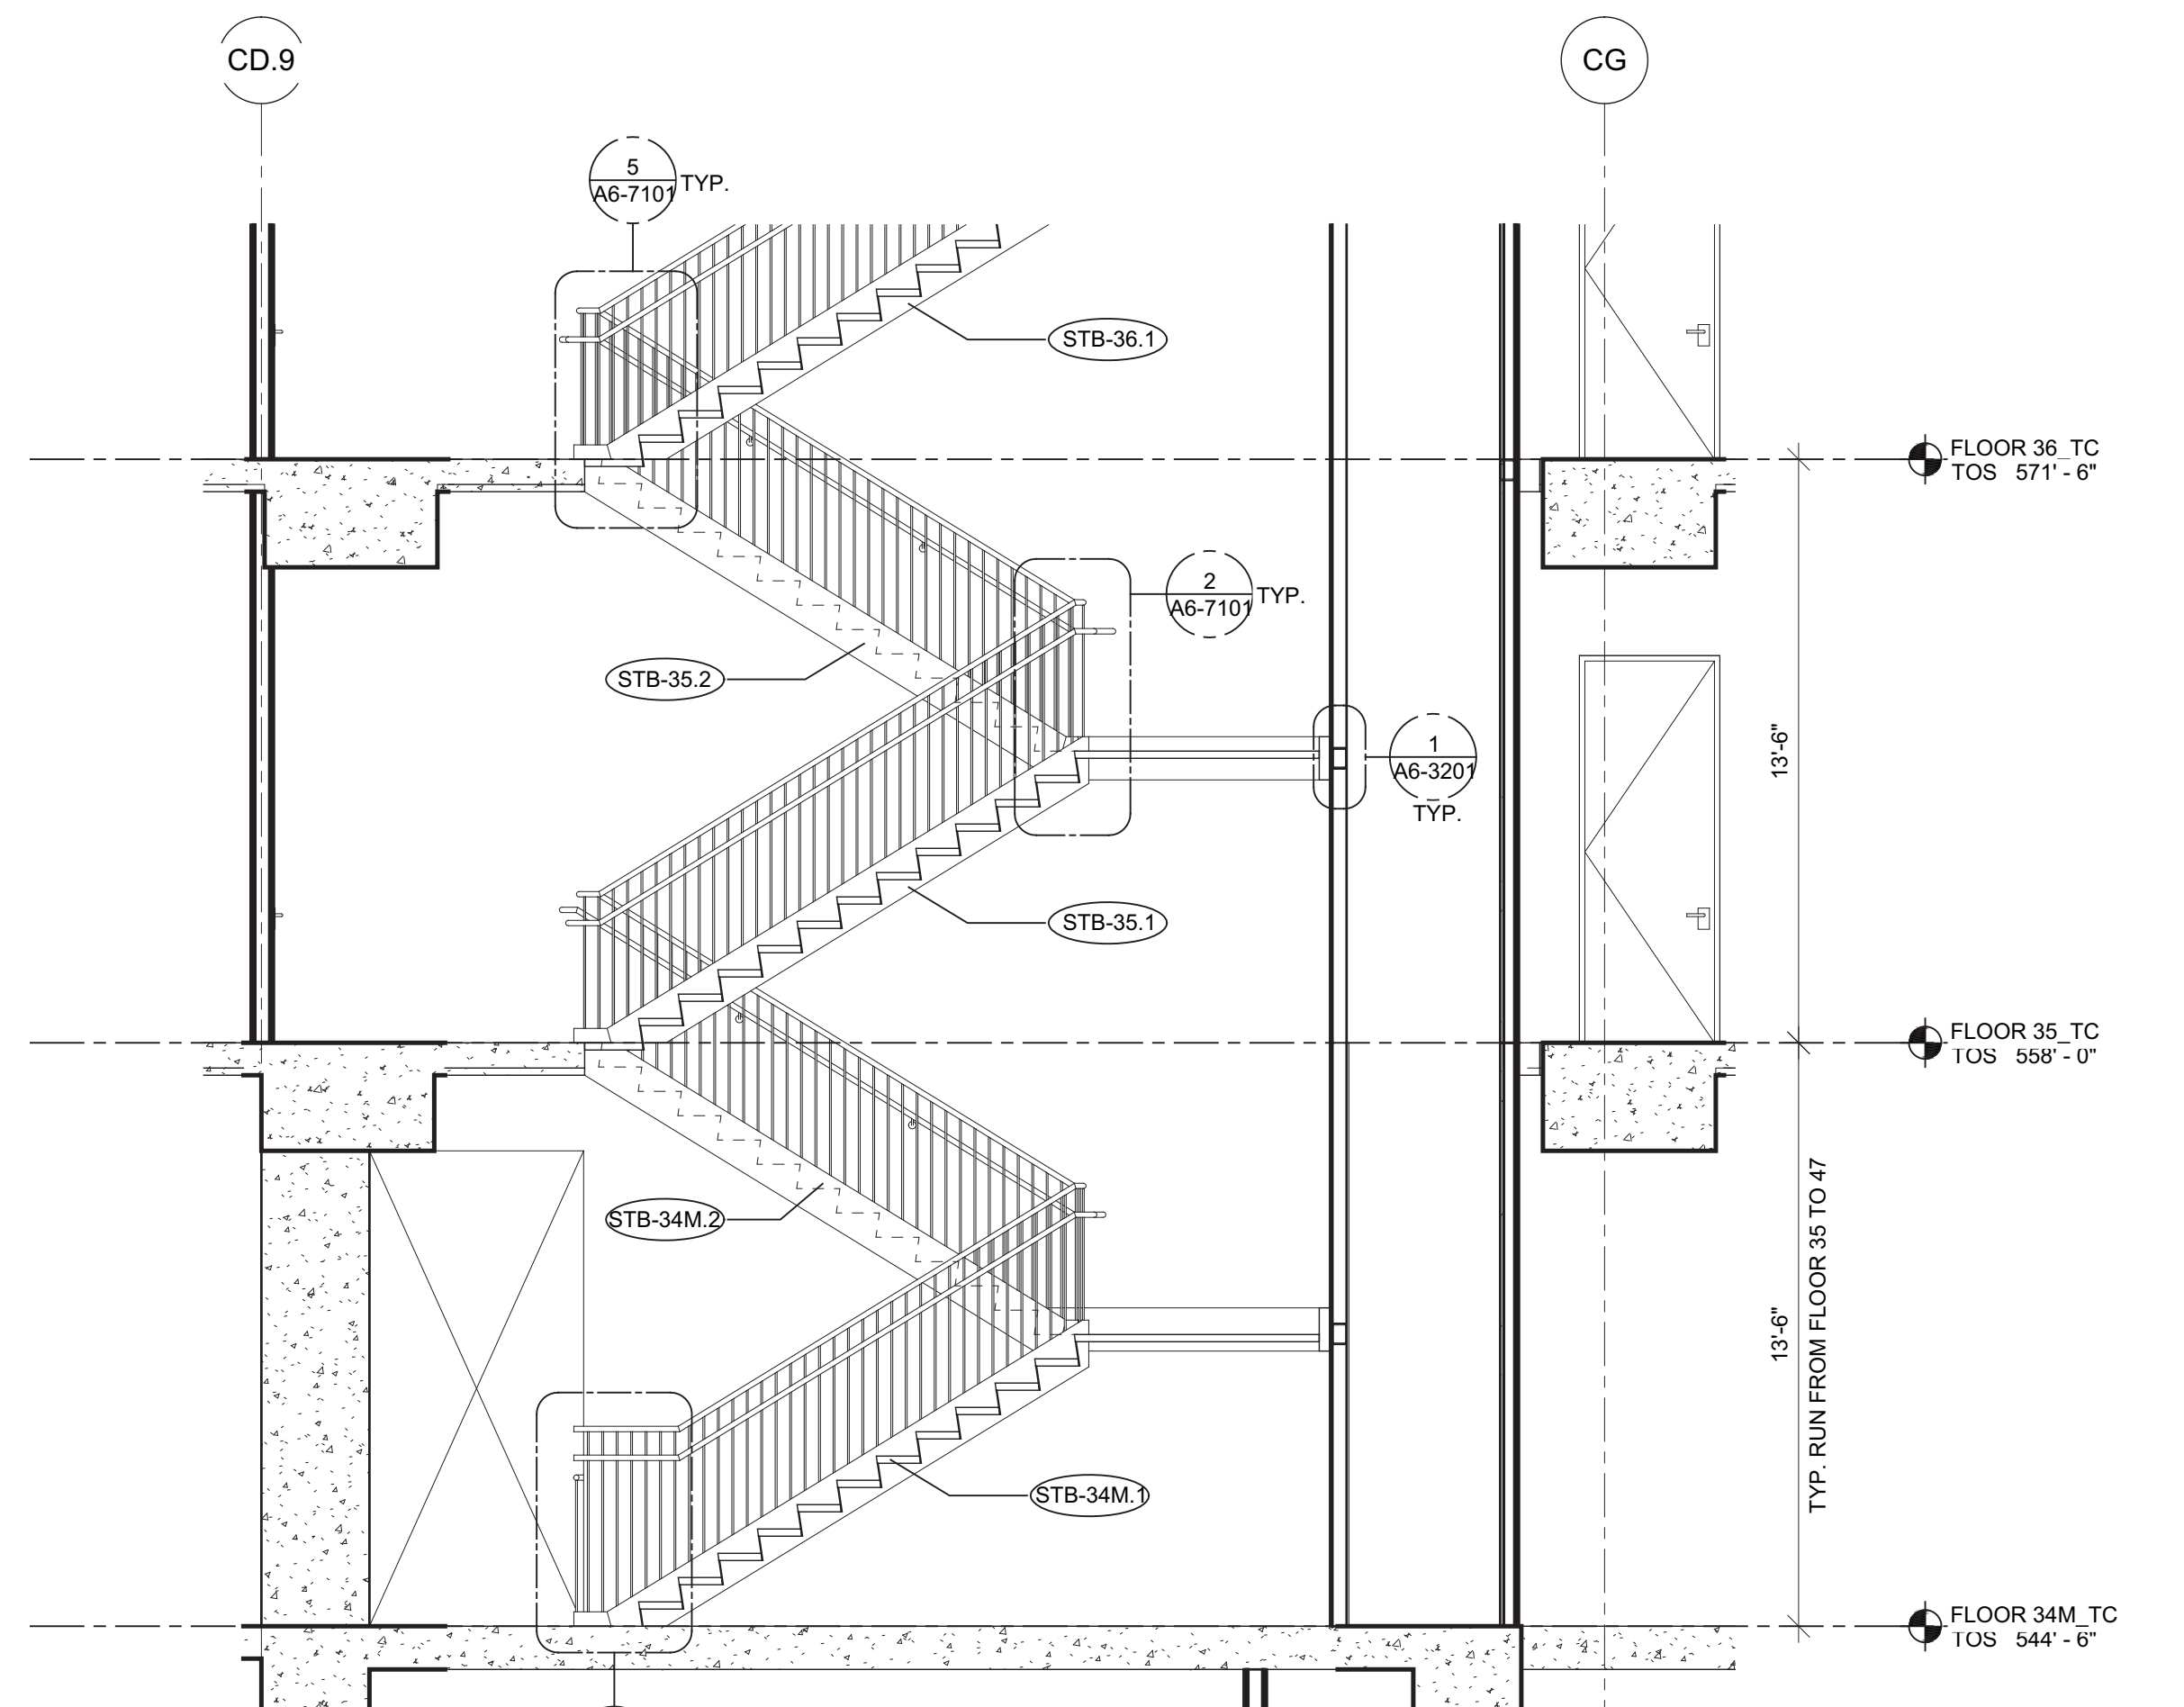 CD.9
CG
5
A6-7101
TYP.
STB-36.1
FLOOR 36_TC
TOS 571' - 6"
2
A6-7101
TYP.
STB-35.2
1
A6-3201
TYP.
13'-6"
STB-35.1
FLOOR 35_TC
TOS 558' - 0"
STB-34M.2
13'-6"
TYP. RUN FROM FLOOR 35 TO 47
STB-34M.1
FLOOR 34M_TC
TOS 544' - 6"